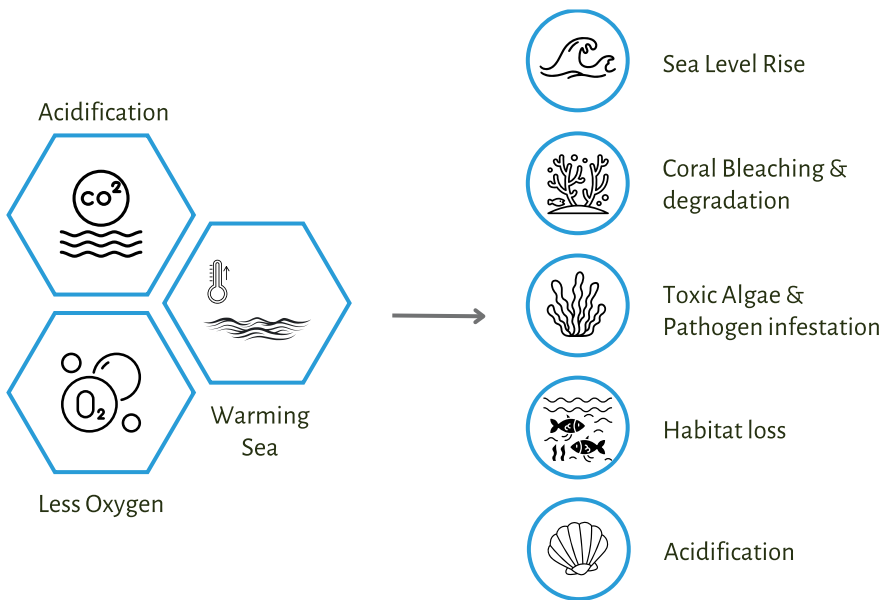 Acidification
co2
O2
Less Oxygen
Warming
Sea
Sea Level Rise
Coral Bleaching &
degradation
Toxic Algae &
Pathogen infestation
Habitat loss
Acidification